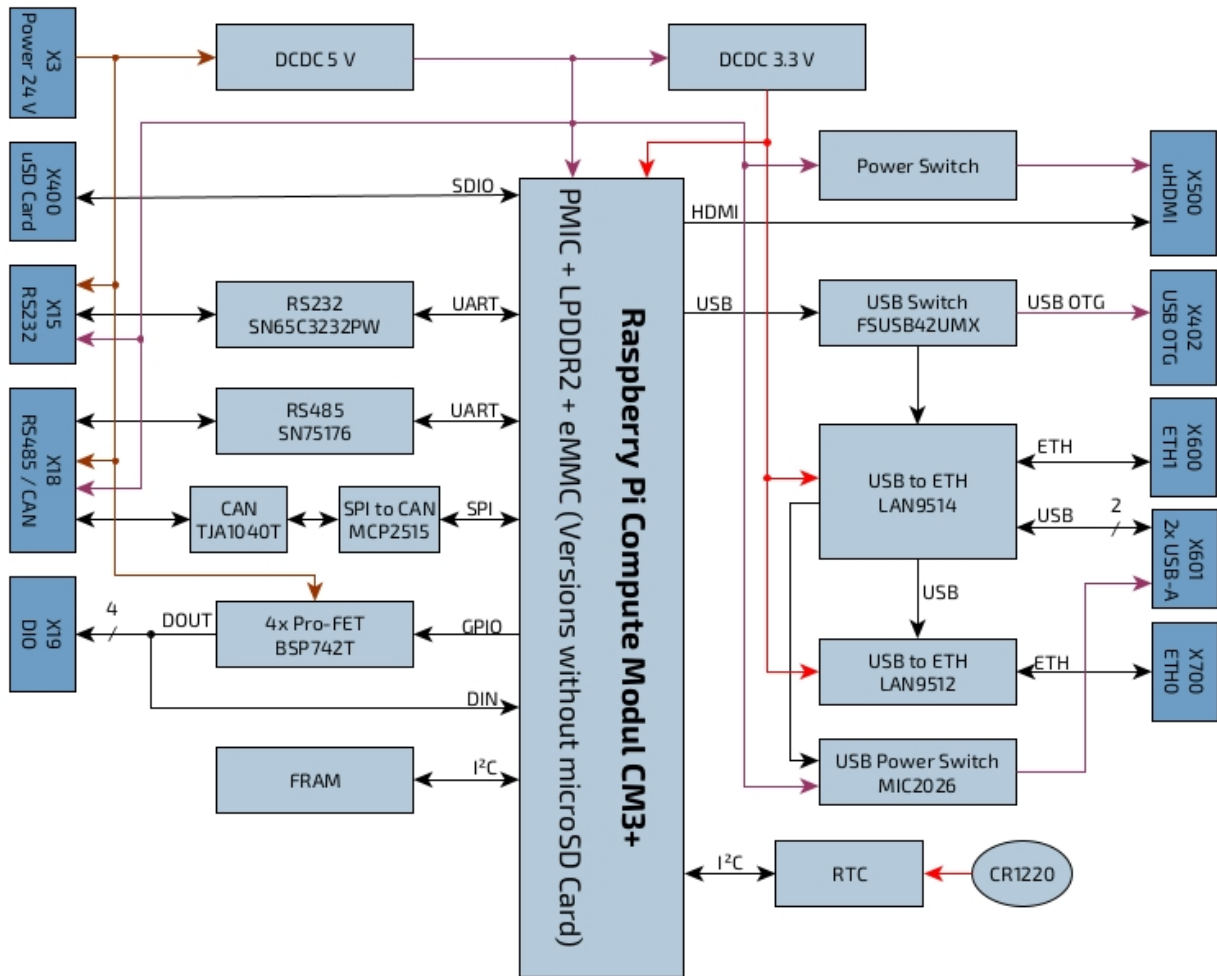 X3
Power 24 V
DCDC 5 V
DCDC 3.3 V
X400
uSD Card
SDIO
Power Switch
X500
uHDMI
HDMI
X15
RS232
RS232
SN65C3232PW
UART
USB
USB Switch
FSUSB42UMX
USB OTG
X402
USB OTG
X18
RS485 / CAN
RS485
SN75176
UART
CAN
TJA1040T
SPI to CAN
MCP2515
SPI
USB to ETH
LAN9514
ETH
X600
ETH1
USB
2
X601
2x USB-A
USB
X19
DIO
4
DOUT
4x Pro-FET
BSP742T
GPIO
DIN
USB to ETH
LAN9512
ETH
X700
ETH0
FRAM
I²C
USB Power Switch
MIC2026
I²C
RTC
CR1220
Raspberry Pi Compute Modul CM3+
PMIC + LPDDR2 + eMMC (Versions without microSD Card)